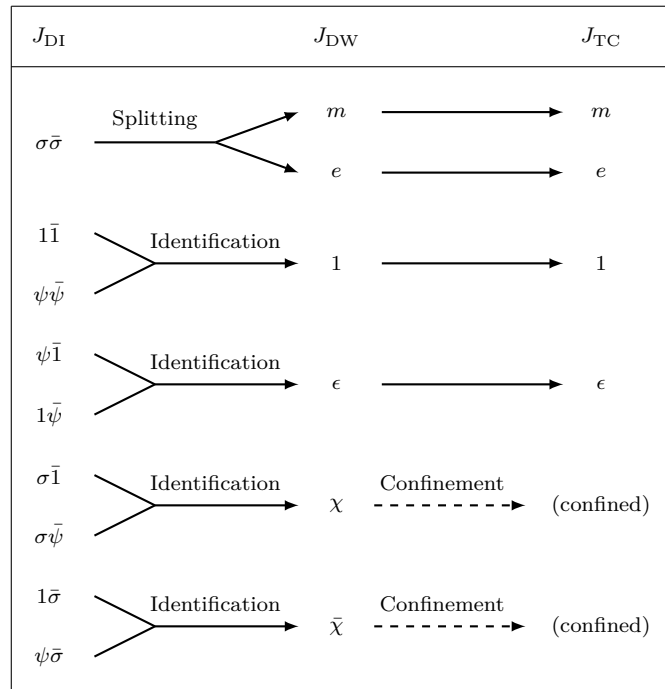 J_DI J_DW J_TC
Splitting
σσ̄
m m
e e
11̄
Identification
1 1
ψψ̄
ψ1̄
Identification
ϵ ϵ
1ψ̄
σ1̄
Identification
χ
Confinement
(confined)
σψ̄
1σ̄
Identification
χ̄
Confinement
(confined)
ψσ̄